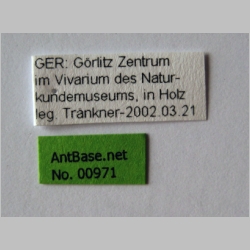 GER: Görlitz Zentrum
im Vivarium des Natur-
kundemuseums, in Holz
leg. Tränkner-2002.03.21
AntBase.net
No. 00971